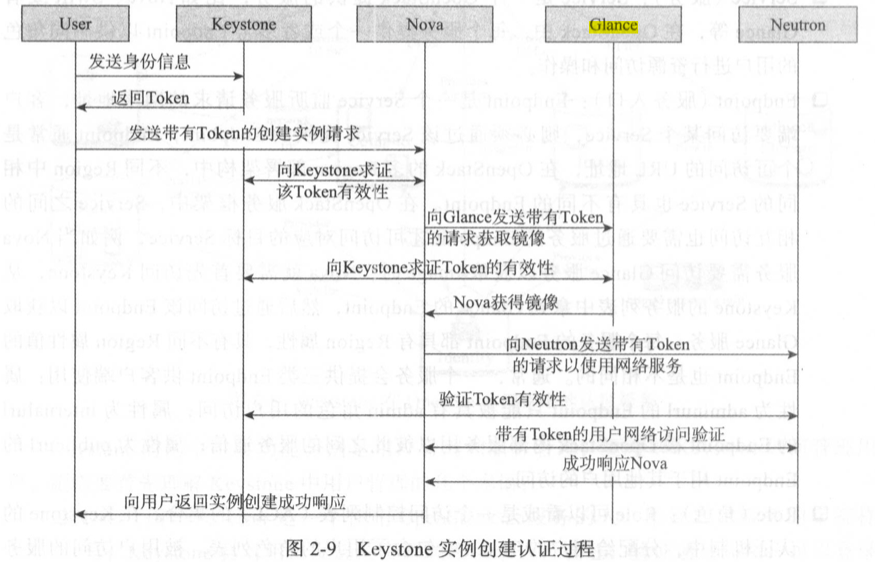 User Keystone Nova Glance Neutron
发送身份信息
返回Token
发送带有Token的创建实例请求
向Keystone求证
该Token有效性
向Glance发送带有Token
的请求获取镜像
向Keystone求证Token的有效性
Nova获得镜像
向Neutron发送带有Token
的请求以使用网络服务
验证Token有效性
带有Token的用户网络访问验证
成功响应Nova
向用户返回实例创建成功响应
图 2-9 Keystone 实例创建认证过程